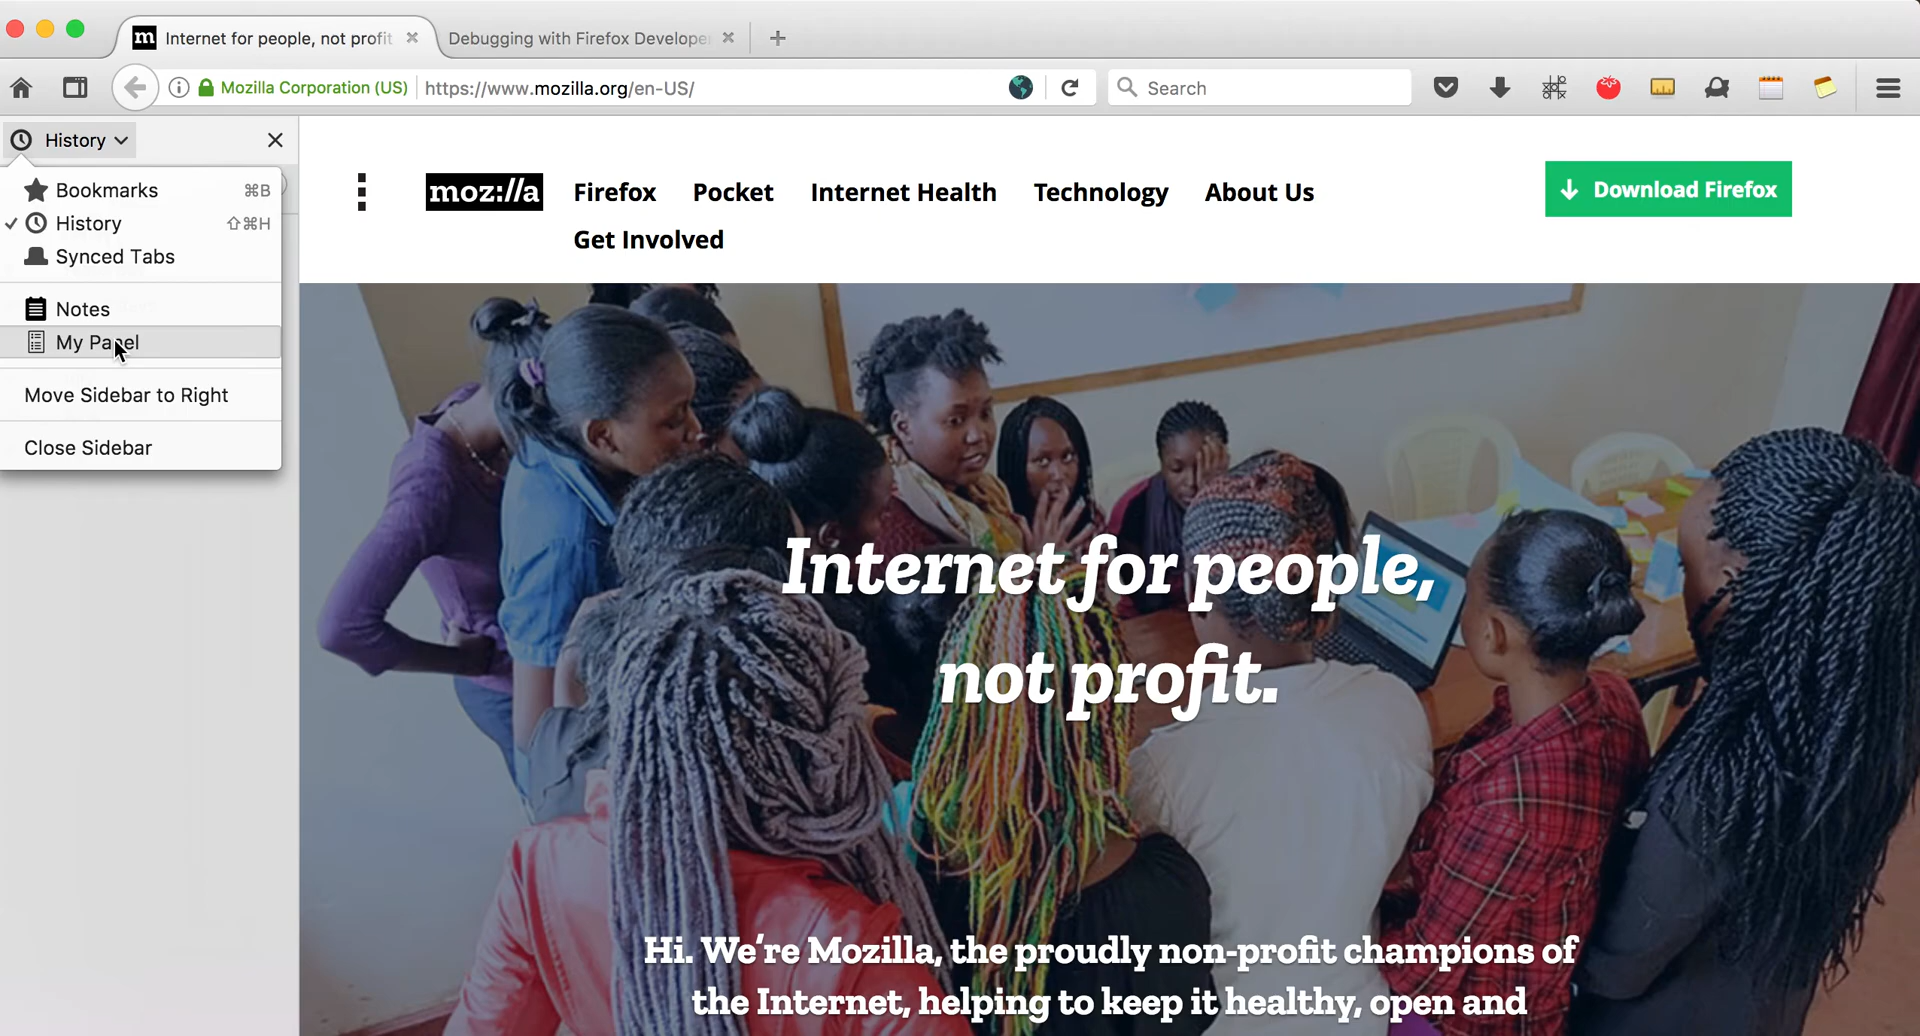 m Internet for people, not profit
Debugging with Firefox Develope
Mozilla Corporation (US) https://www.mozilla.org/en-US/ Search
History
Bookmarks ⌘B
✓ History ⇧⌘H
Synced Tabs
Notes
My Panel
Move Sidebar to Right
Close Sidebar
moz://a Firefox Pocket Internet Health Technology About Us
Get Involved
Download Firefox
Internet for people,
not profit.
Hi. We’re Mozilla, the proudly non-profit champions of
the Internet, helping to keep it healthy, open and